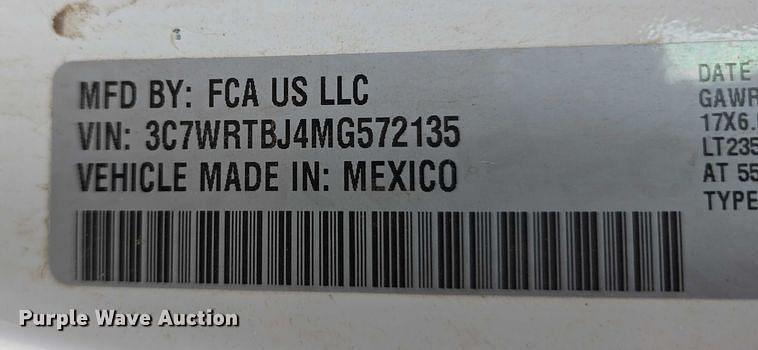 MFD BY: FCA US LLC
VIN: 3C7WRTBJ4MG572135
VEHICLE MADE IN: MEXICO
DATE
GAWR
17X6.
LT235
AT 55
TYPE
Purple Wave Auction